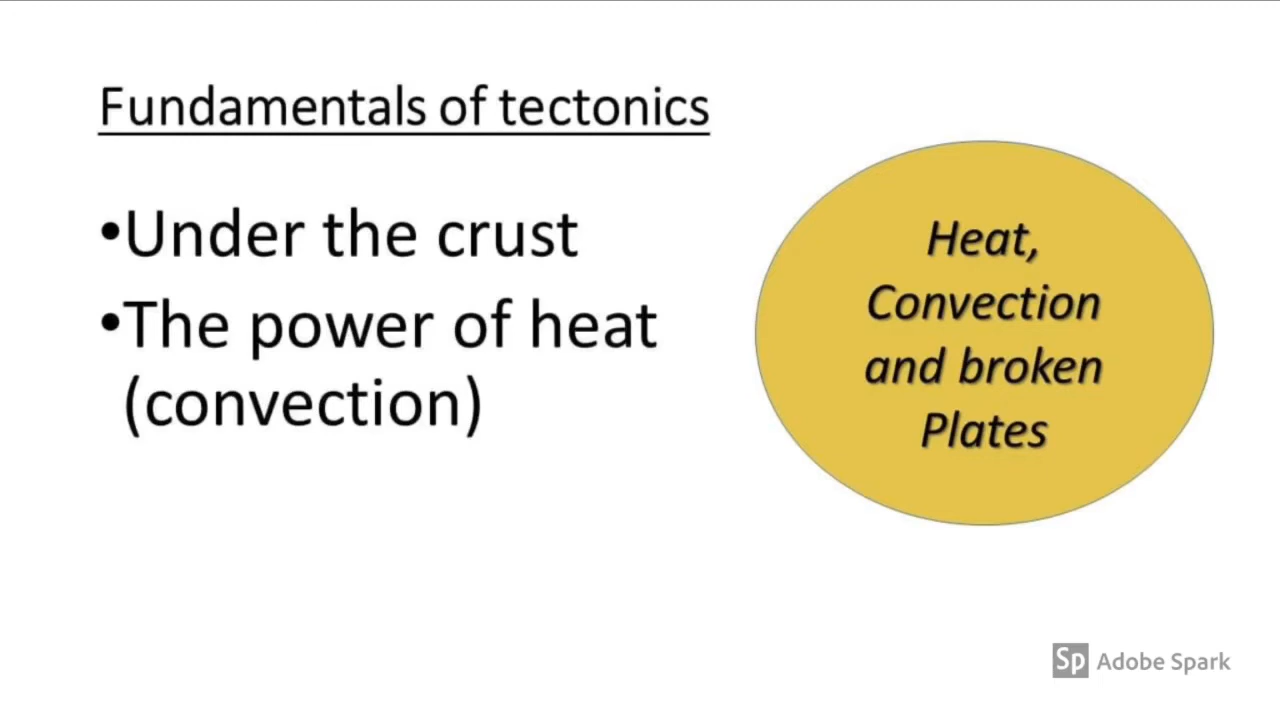 Fundamentals of tectonics
•Under the crust
•The power of heat
(convection)
Heat,
Convection
and broken
Plates
Sp Adobe Spark